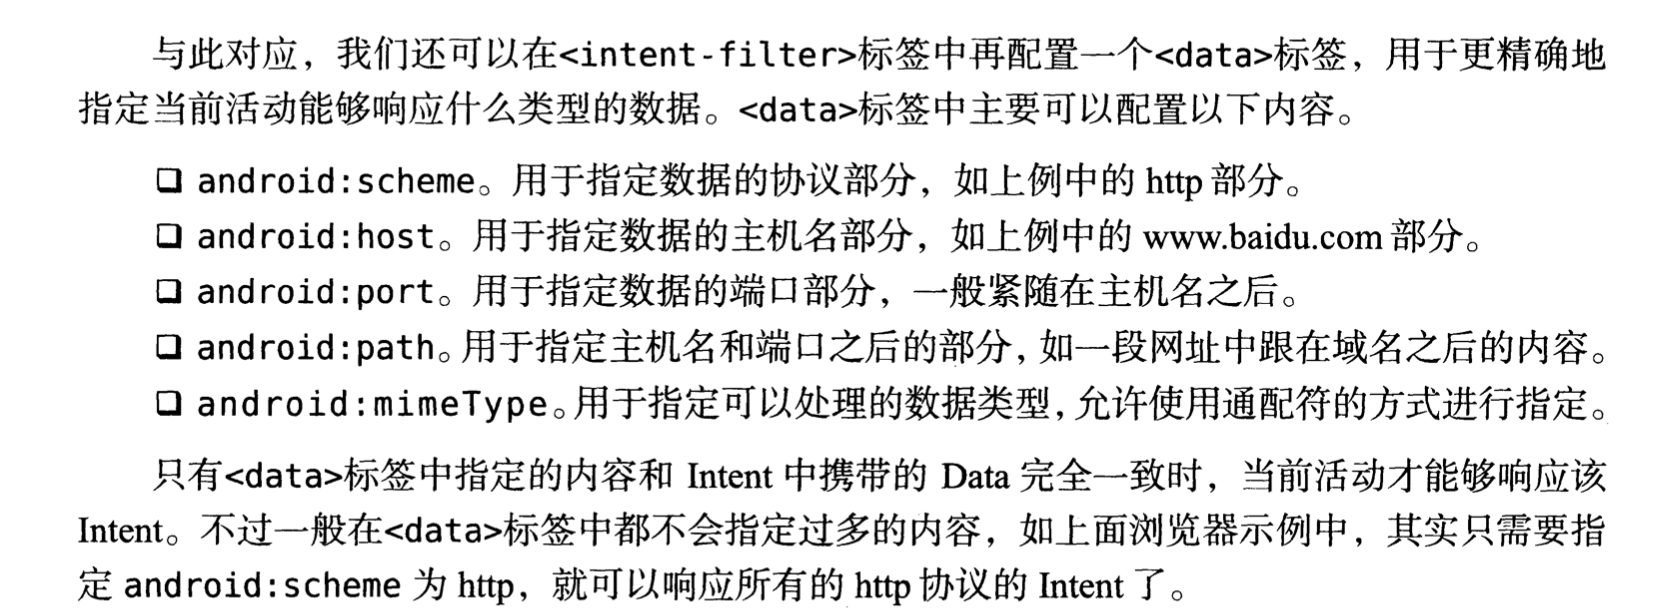 与此对应，我们还可以在<intent-filter>标签中再配置一个<data>标签，用于更精确地
指定当前活动能够响应什么类型的数据。<data>标签中主要可以配置以下内容。
❑ android:scheme。用于指定数据的协议部分，如上例中的 http 部分。
❑ android:host。用于指定数据的主机名部分，如上例中的 www.baidu.com 部分。
❑ android:port。用于指定数据的端口部分，一般紧随在主机名之后。
❑ android:path。用于指定主机名和端口之后的部分，如一段网址中跟在域名之后的内容。
❑ android:mimeType。用于指定可以处理的数据类型，允许使用通配符的方式进行指定。
只有<data>标签中指定的内容和 Intent 中携带的 Data 完全一致时，当前活动才能够响应该
Intent。不过一般在<data>标签中都不会指定过多的内容，如上面浏览器示例中，其实只需要指
定 android:scheme 为 http，就可以响应所有的 http 协议的 Intent 了。